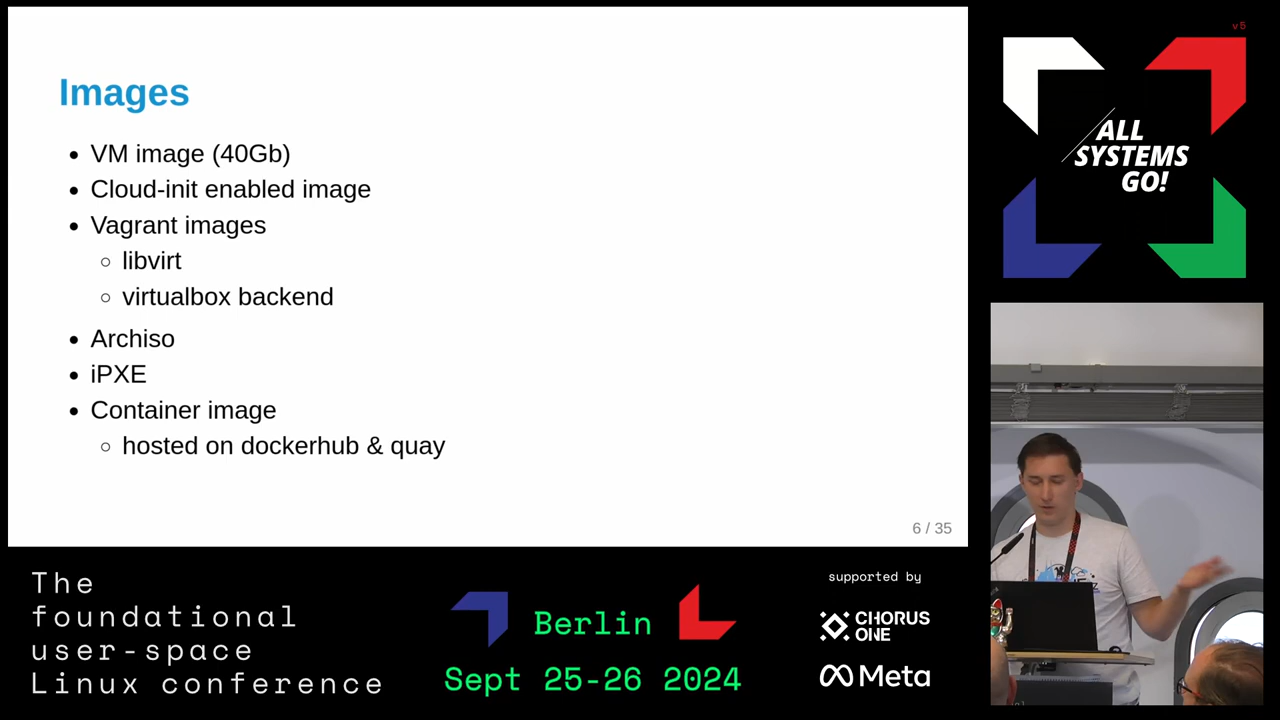 Images
VM image (40Gb)
Cloud-init enabled image
Vagrant images
libvirt
virtualbox backend
Archiso
iPXE
Container image
hosted on dockerhub & quay
6 / 35
v5
ALL
SYSTEMS
GO!
The
foundational
user-space
Linux conference
Berlin
Sept 25-26 2024
supported by
CHORUS
ONE
Meta